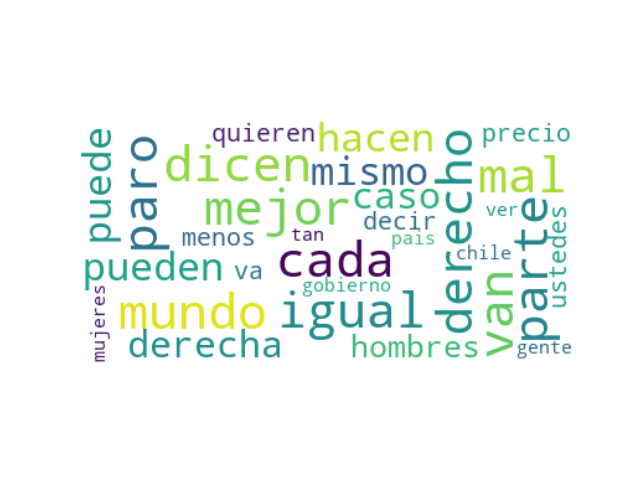 puede
paro
quieren
hacen
derecho
precio
dicen
mismo
mal
mejor
caso
decir
ver
parte
ustedes
menos
tan
pais
cada
chile
pueden
va
gobierno
van
mujeres
mundo
igual
derecha
hombres
gente